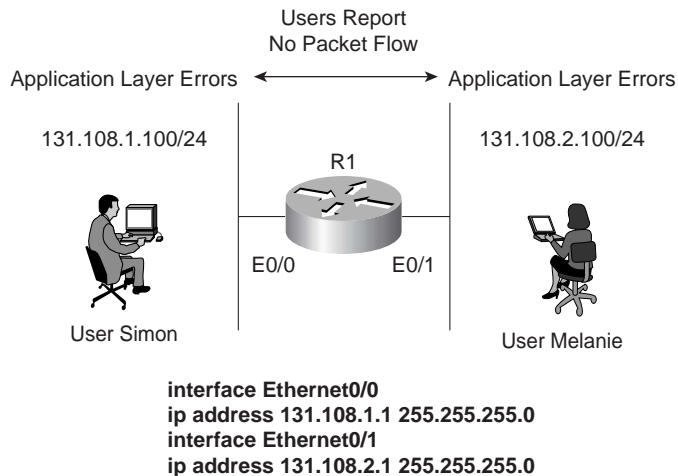 Users Report
No Packet Flow
Application Layer Errors
Application Layer Errors
131.108.1.100/24
131.108.2.100/24
R1
E0/0
E0/1
User Simon
User Melanie
interface Ethernet0/0
ip address 131.108.1.1 255.255.255.0
interface Ethernet0/1
ip address 131.108.2.1 255.255.255.0